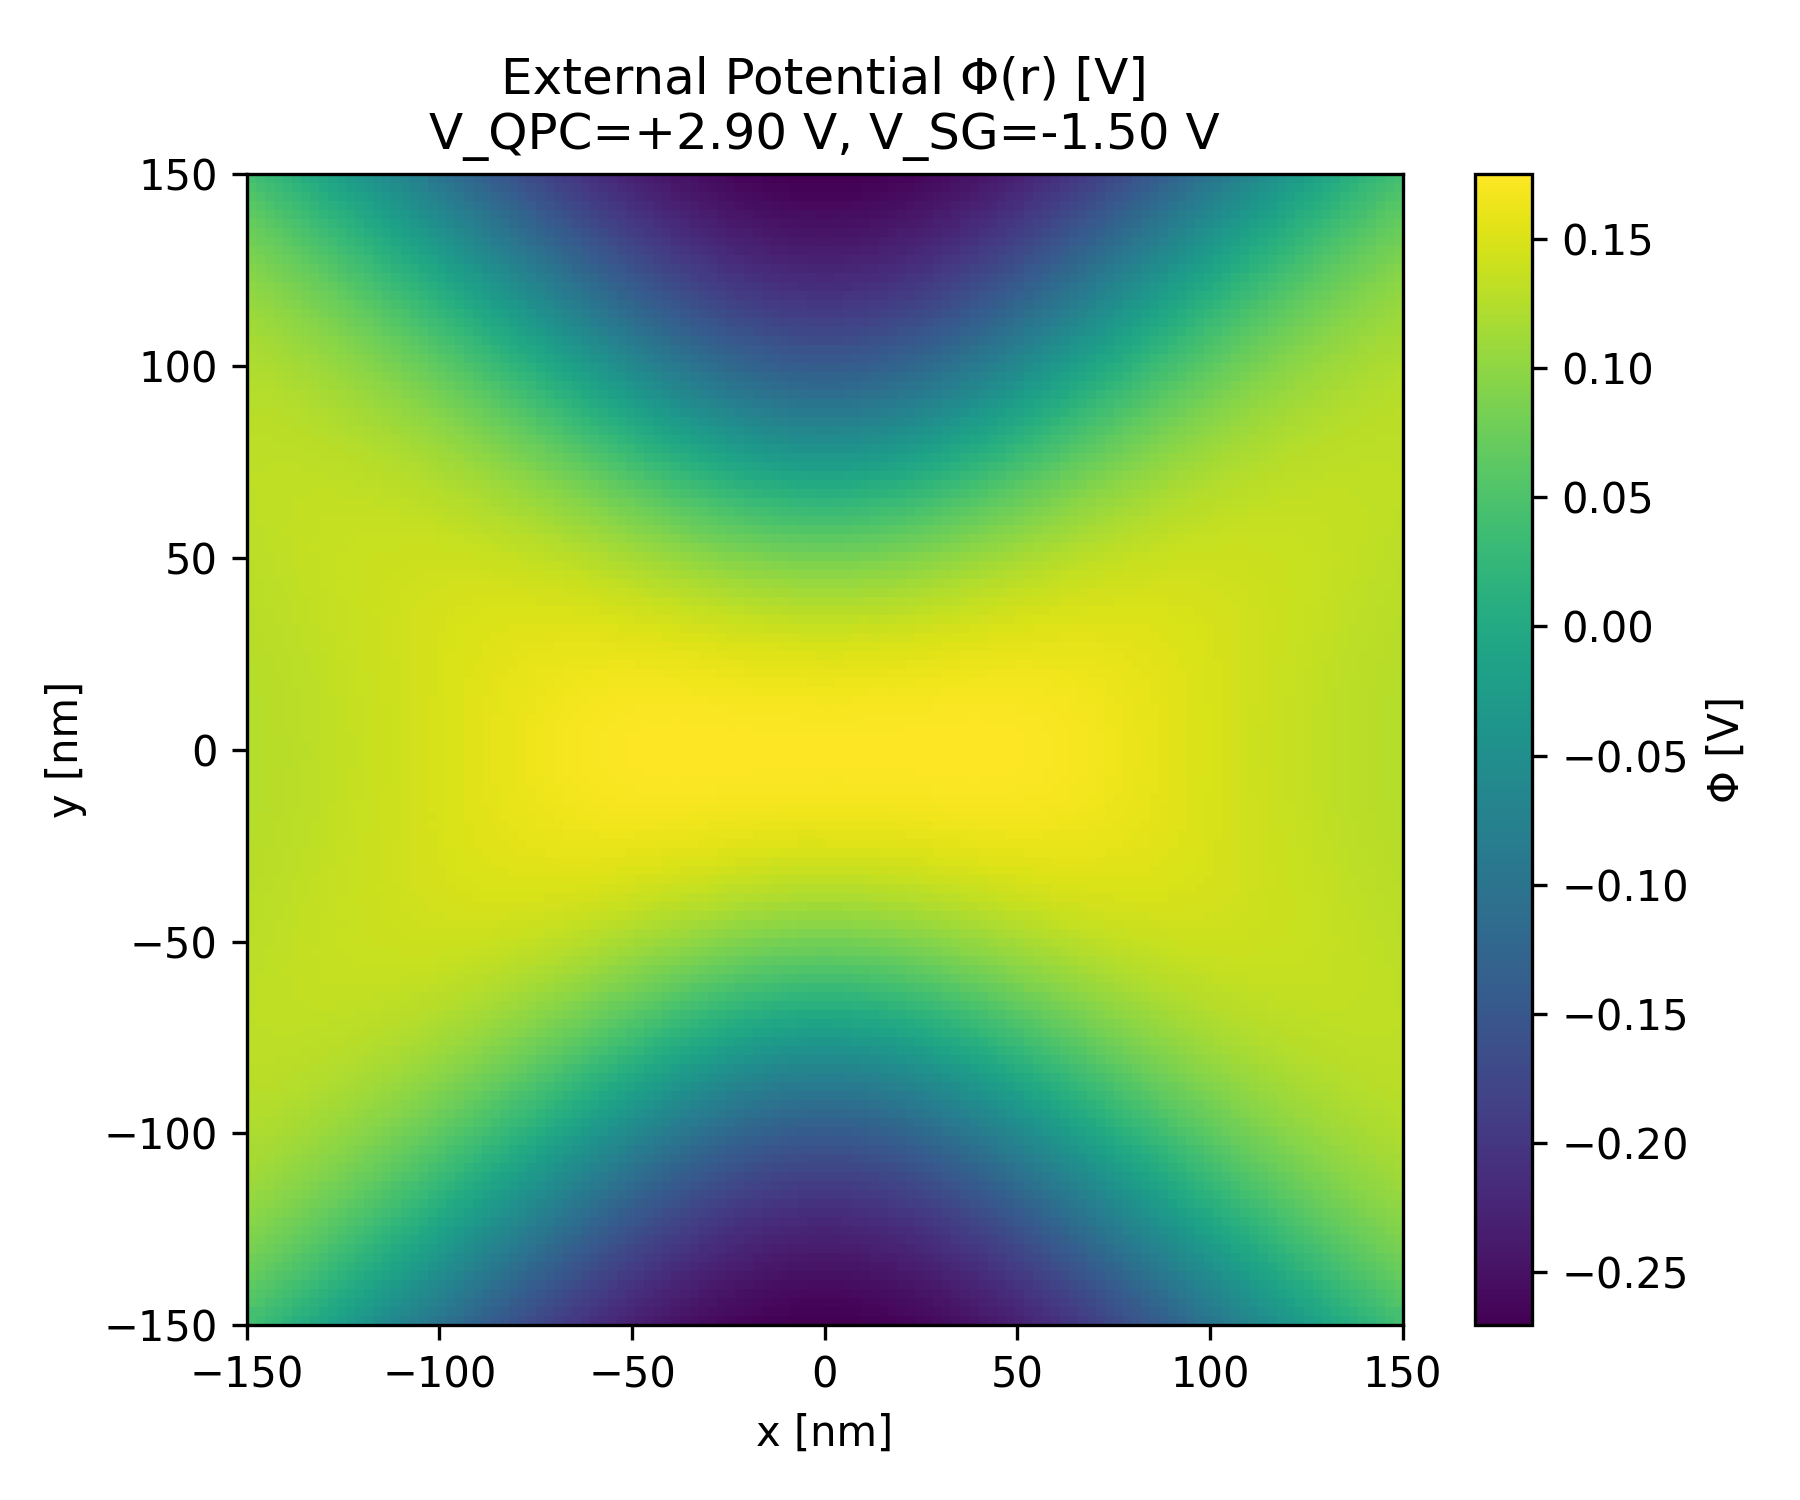 External Potential Φ(r) [V]
V_QPC=+2.90 V, V_SG=-1.50 V
150
100
50
0
−50
−100
−150
y [nm]
−150 −100 −50 0 50 100 150
x [nm]
0.15
0.10
0.05
0.00
−0.05
−0.10
−0.15
−0.20
−0.25
Φ [V]